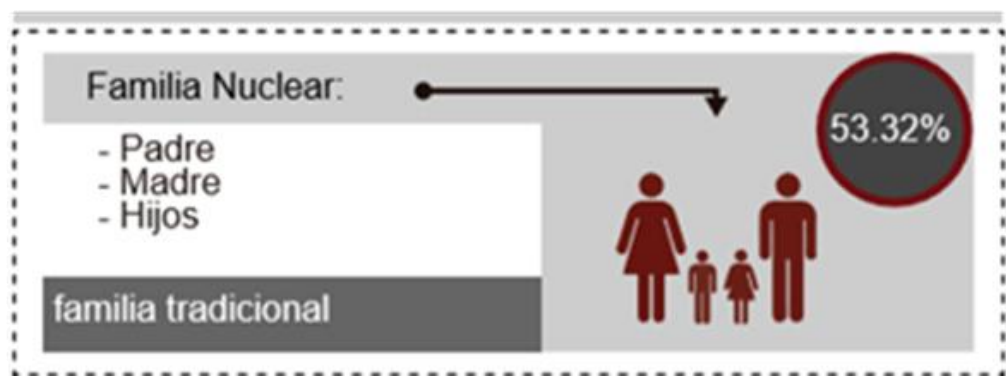 Familia Nuclear:
53.32%
- Padre
- Madre
- Hijos
familia tradicional